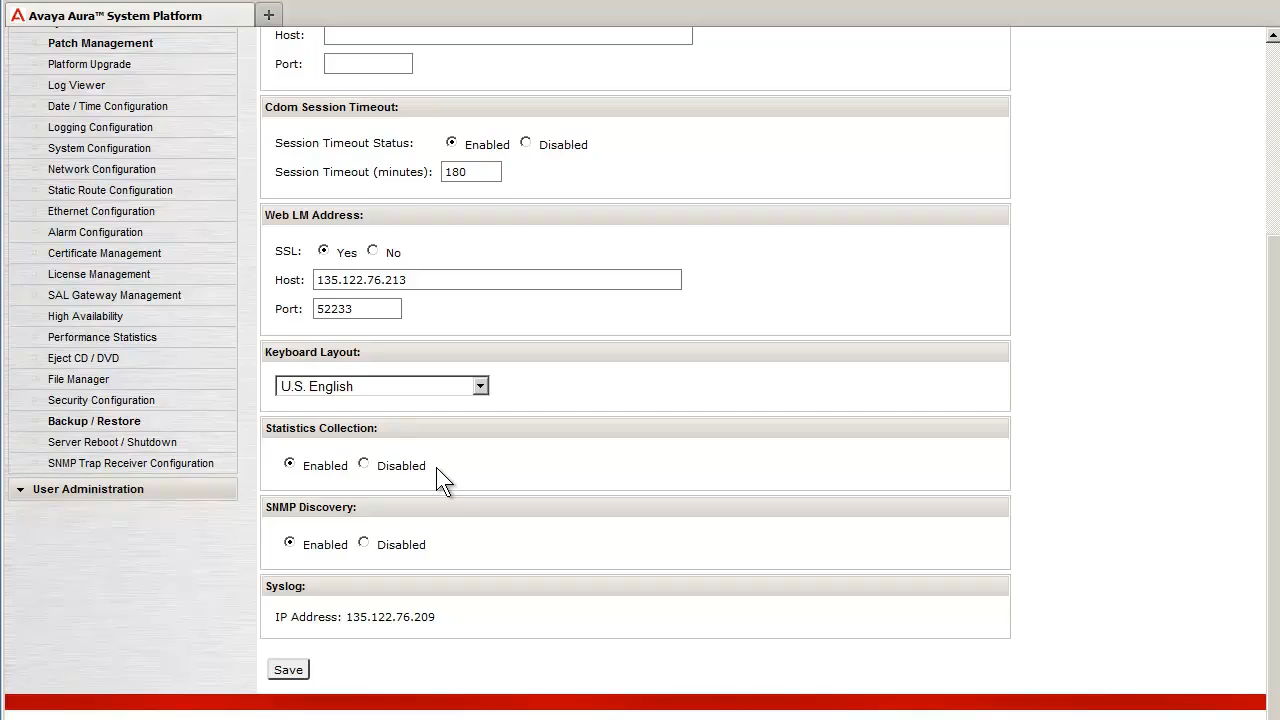 Avaya Aura™ System Platform
Patch Management
Platform Upgrade
Log Viewer
Date / Time Configuration
Logging Configuration
System Configuration
Network Configuration
Static Route Configuration
Ethernet Configuration
Alarm Configuration
Certificate Management
License Management
SAL Gateway Management
High Availability
Performance Statistics
Eject CD / DVD
File Manager
Security Configuration
Backup / Restore
Server Reboot / Shutdown
SNMP Trap Receiver Configuration
User Administration
Host:
Port:
Cdom Session Timeout:
Session Timeout Status: Enabled Disabled
Session Timeout (minutes): 180
Web LM Address:
SSL: Yes No
Host: 135.122.76.213
Port: 52233
Keyboard Layout:
U.S. English
Statistics Collection:
Enabled Disabled
SNMP Discovery:
Enabled Disabled
Syslog:
IP Address: 135.122.76.209
Save